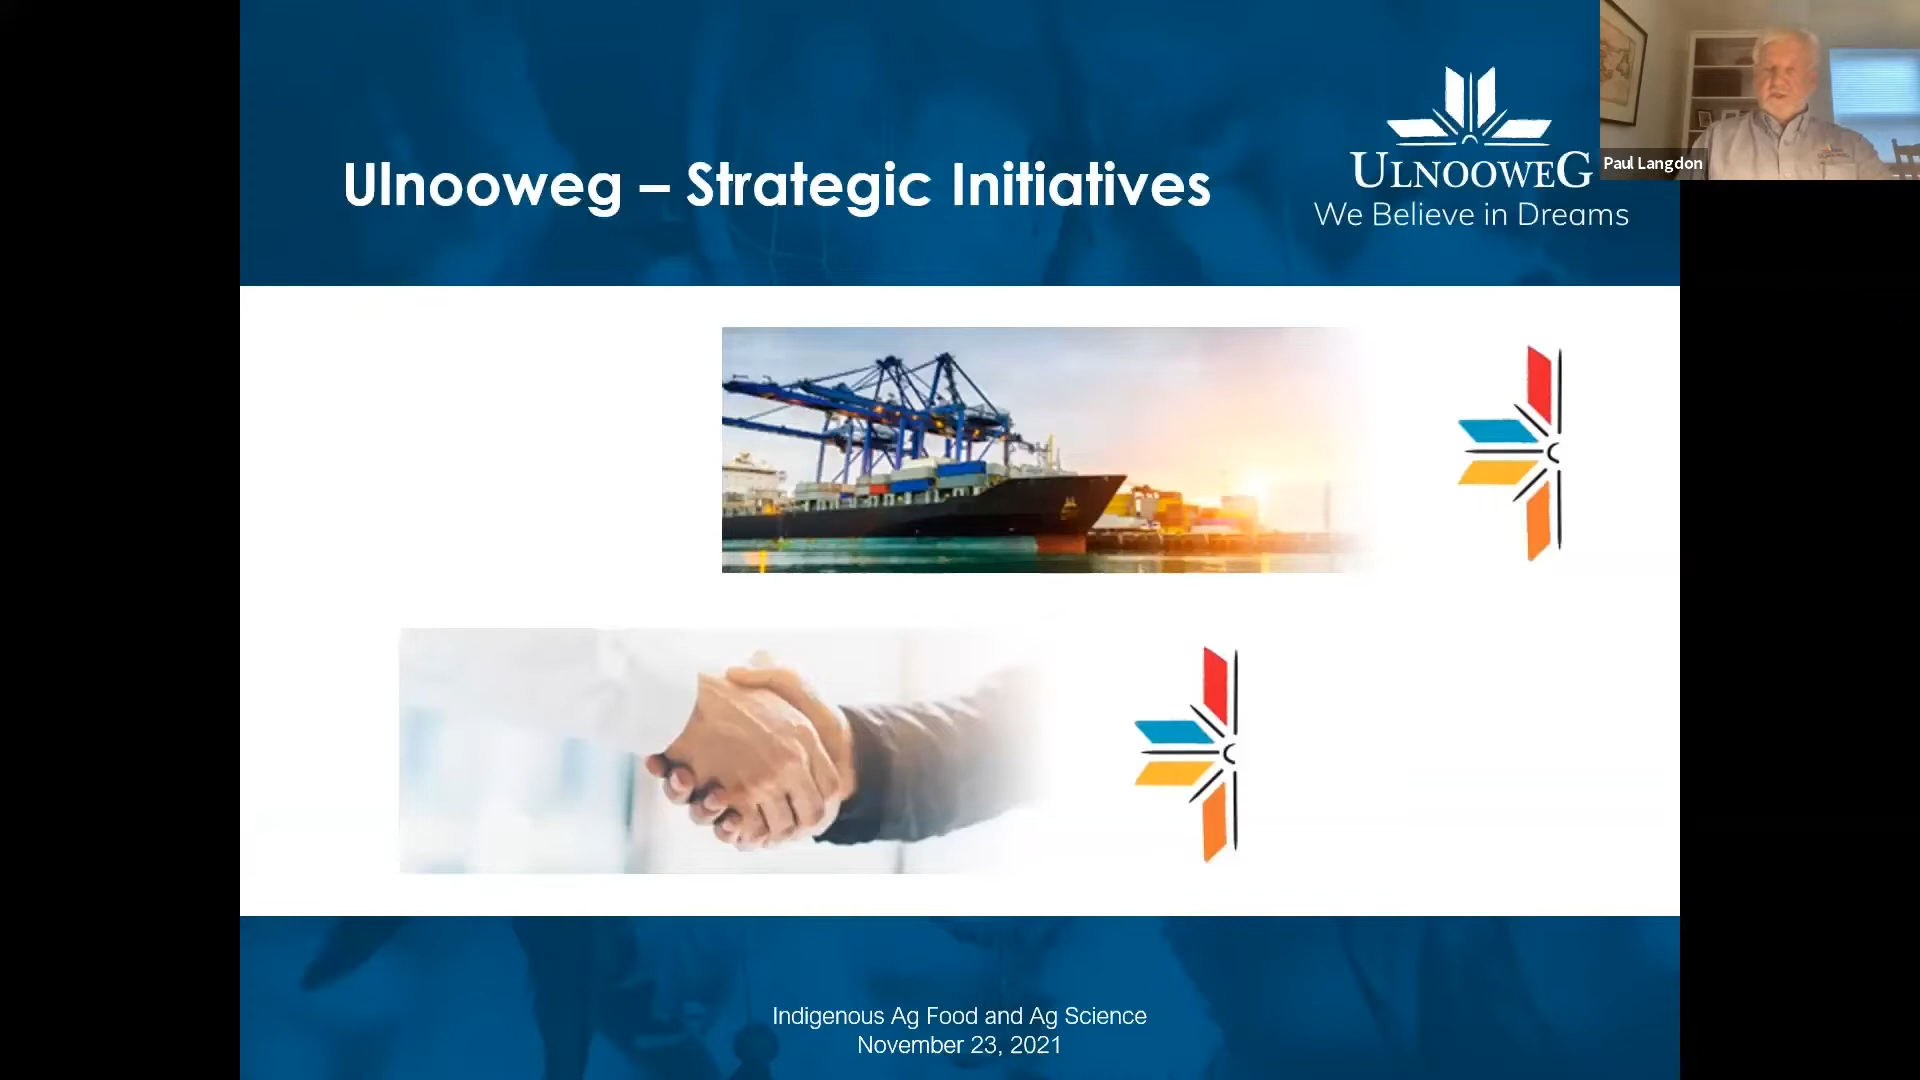 Ulnooweg – Strategic Initiatives
ULNOOWEG
We Believe in Dreams
Paul Langdon
Indigenous Ag Food and Ag Science
November 23, 2021